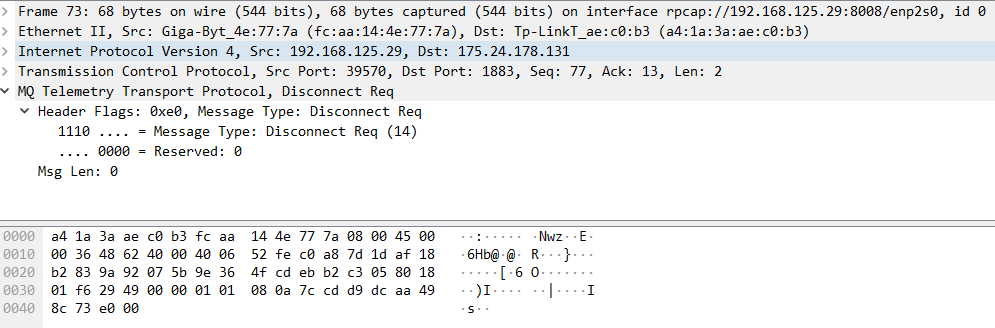 Frame 73: 68 bytes on wire (544 bits), 68 bytes captured (544 bits) on interface rpcap://192.168.125.29:8008/enp2s0, id 0
Ethernet II, Src: Giga-Byt_4e:77:7a (fc:aa:14:4e:77:7a), Dst: Tp-LinkT_ae:c0:b3 (a4:1a:3a:ae:c0:b3)
Internet Protocol Version 4, Src: 192.168.125.29, Dst: 175.24.178.131
Transmission Control Protocol, Src Port: 39570, Dst Port: 1883, Seq: 77, Ack: 13, Len: 2
MQ Telemetry Transport Protocol, Disconnect Req
Header Flags: 0xe0, Message Type: Disconnect Req
1110 .... = Message Type: Disconnect Req (14)
.... 0000 = Reserved: 0
Msg Len: 0
0000 a4 1a 3a ae c0 b3 fc aa 14 4e 77 7a 08 00 45 00 ··:····· ·Nwz··E·
0010 00 36 48 62 40 00 40 06 52 fe c0 a8 7d 1d af 18 ·6Hb@·@· R···}···
0020 b2 83 9a 92 07 5b 9e 36 4f cd eb b2 c3 05 80 18 ·····[·6 O·······
0030 01 f6 29 49 00 00 01 01 08 0a 7c cd d9 dc aa 49 ··)I···· ··|····I
0040 8c 73 e0 00 ·s··